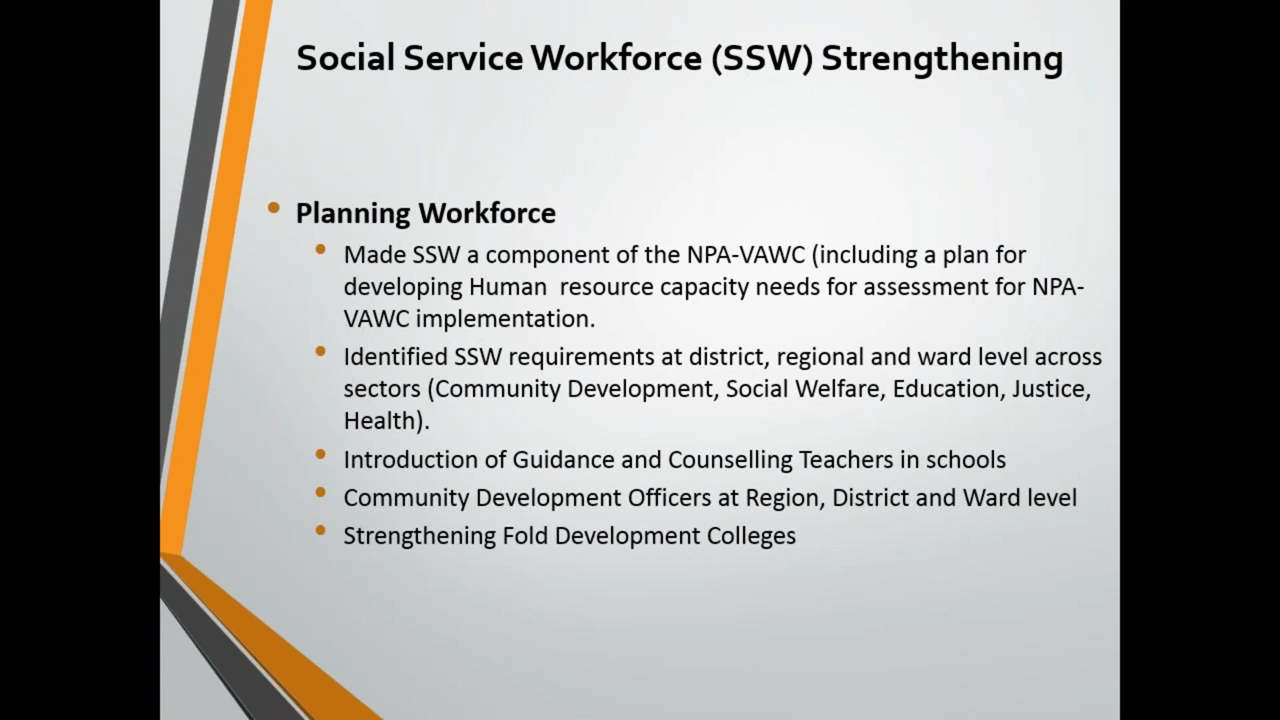 Social Service Workforce (SSW) Strengthening
Planning Workforce
Made SSW a component of the NPA-VAWC (including a plan for
developing Human  resource capacity needs for assessment for NPA-
VAWC implementation.
Identified SSW requirements at district, regional and ward level across
sectors (Community Development, Social Welfare, Education, Justice,
Health).
Introduction of Guidance and Counselling Teachers in schools
Community Development Officers at Region, District and Ward level
Strengthening Fold Development Colleges